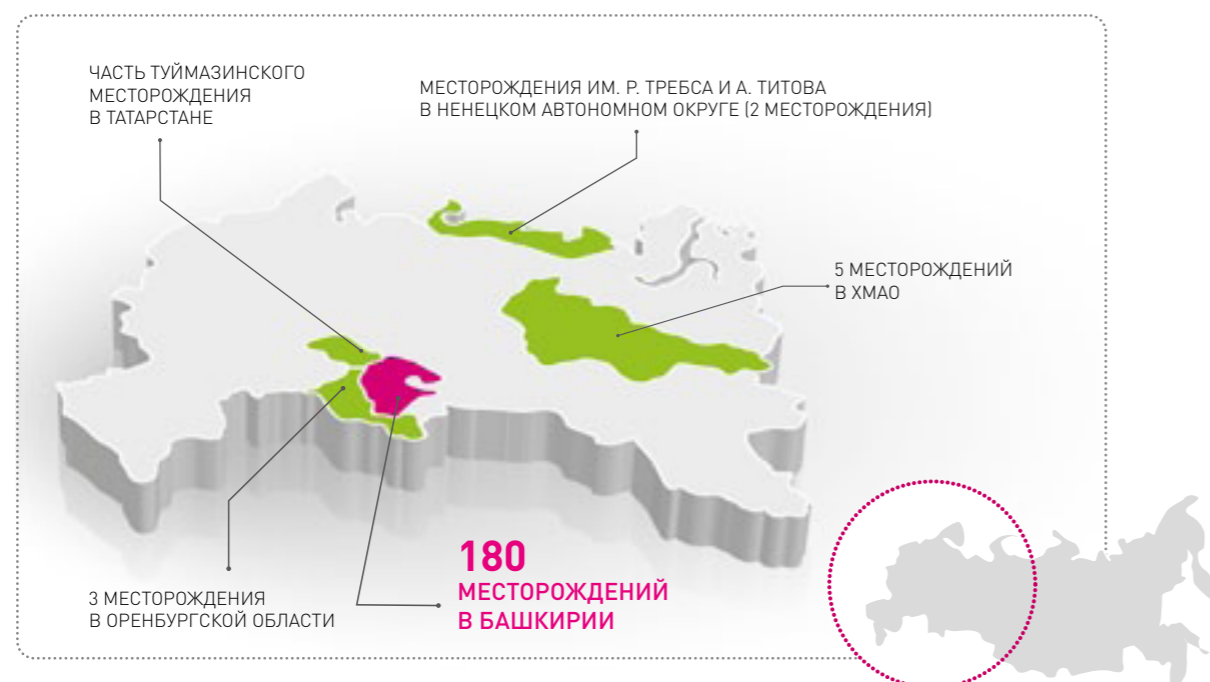 ЧАСТЬ ТУЙМАЗИНСКОГО
МЕСТОРОЖДЕНИЯ
В ТАТАРСТАНЕ
МЕСТОРОЖДЕНИЯ ИМ. Р. ТРЕБСА И А. ТИТОВА
В НЕНЕЦКОМ АВТОНОМНОМ ОКРУГЕ (2 МЕСТОРОЖДЕНИЯ)
5 МЕСТОРОЖДЕНИЙ
В ХМАО
3 МЕСТОРОЖДЕНИЯ
В ОРЕНБУРГСКОЙ ОБЛАСТИ
180
МЕСТОРОЖДЕНИЙ
В БАШКИРИИ